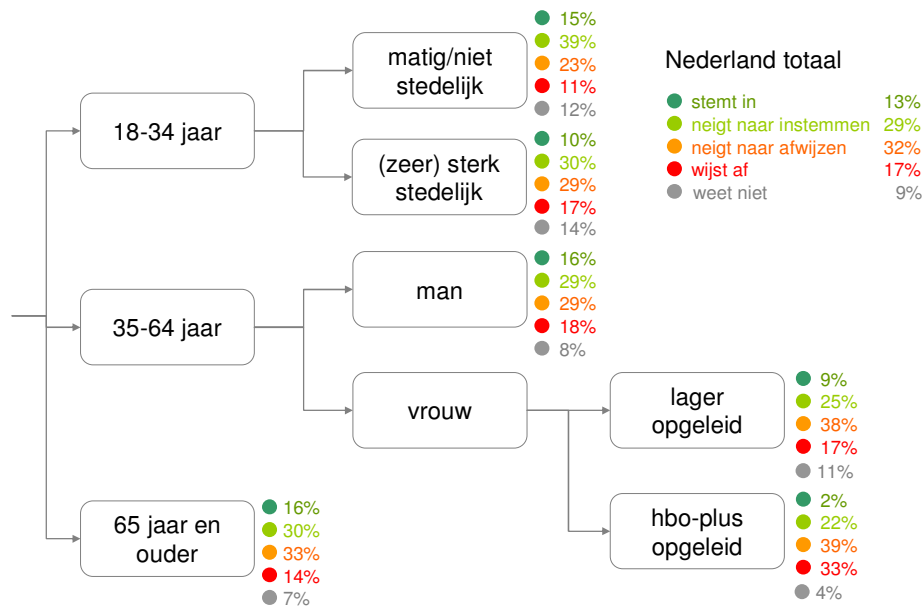 15%
39%
23%
11%
12%
matig/niet
stedelijk
Nederland totaal
stemt in 13%
neigt naar instemmen 29%
neigt naar afwijzen 32%
wijst af 17%
weet niet 9%
18-34 jaar
10%
30%
29%
17%
14%
(zeer) sterk
stedelijk
16%
29%
29%
18%
8%
man
35-64 jaar
vrouw
9%
25%
38%
17%
11%
lager
opgeleid
65 jaar en
ouder
16%
30%
33%
14%
7%
hbo-plus
opgeleid
2%
22%
39%
33%
4%